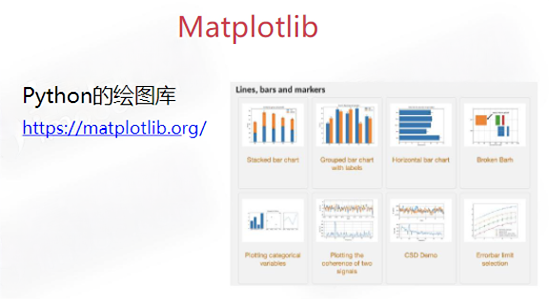 Matplotlib
Python的绘图库
https://matplotlib.org/
Lines, bars and markers
Stacked bar chart
Grouped bar chart
with labels
Horizontal bar chart
Broken Barh
Plotting categorical
variables
Plotting the
coherence of two
signals
CSD Demo
Errorbar limit
selection